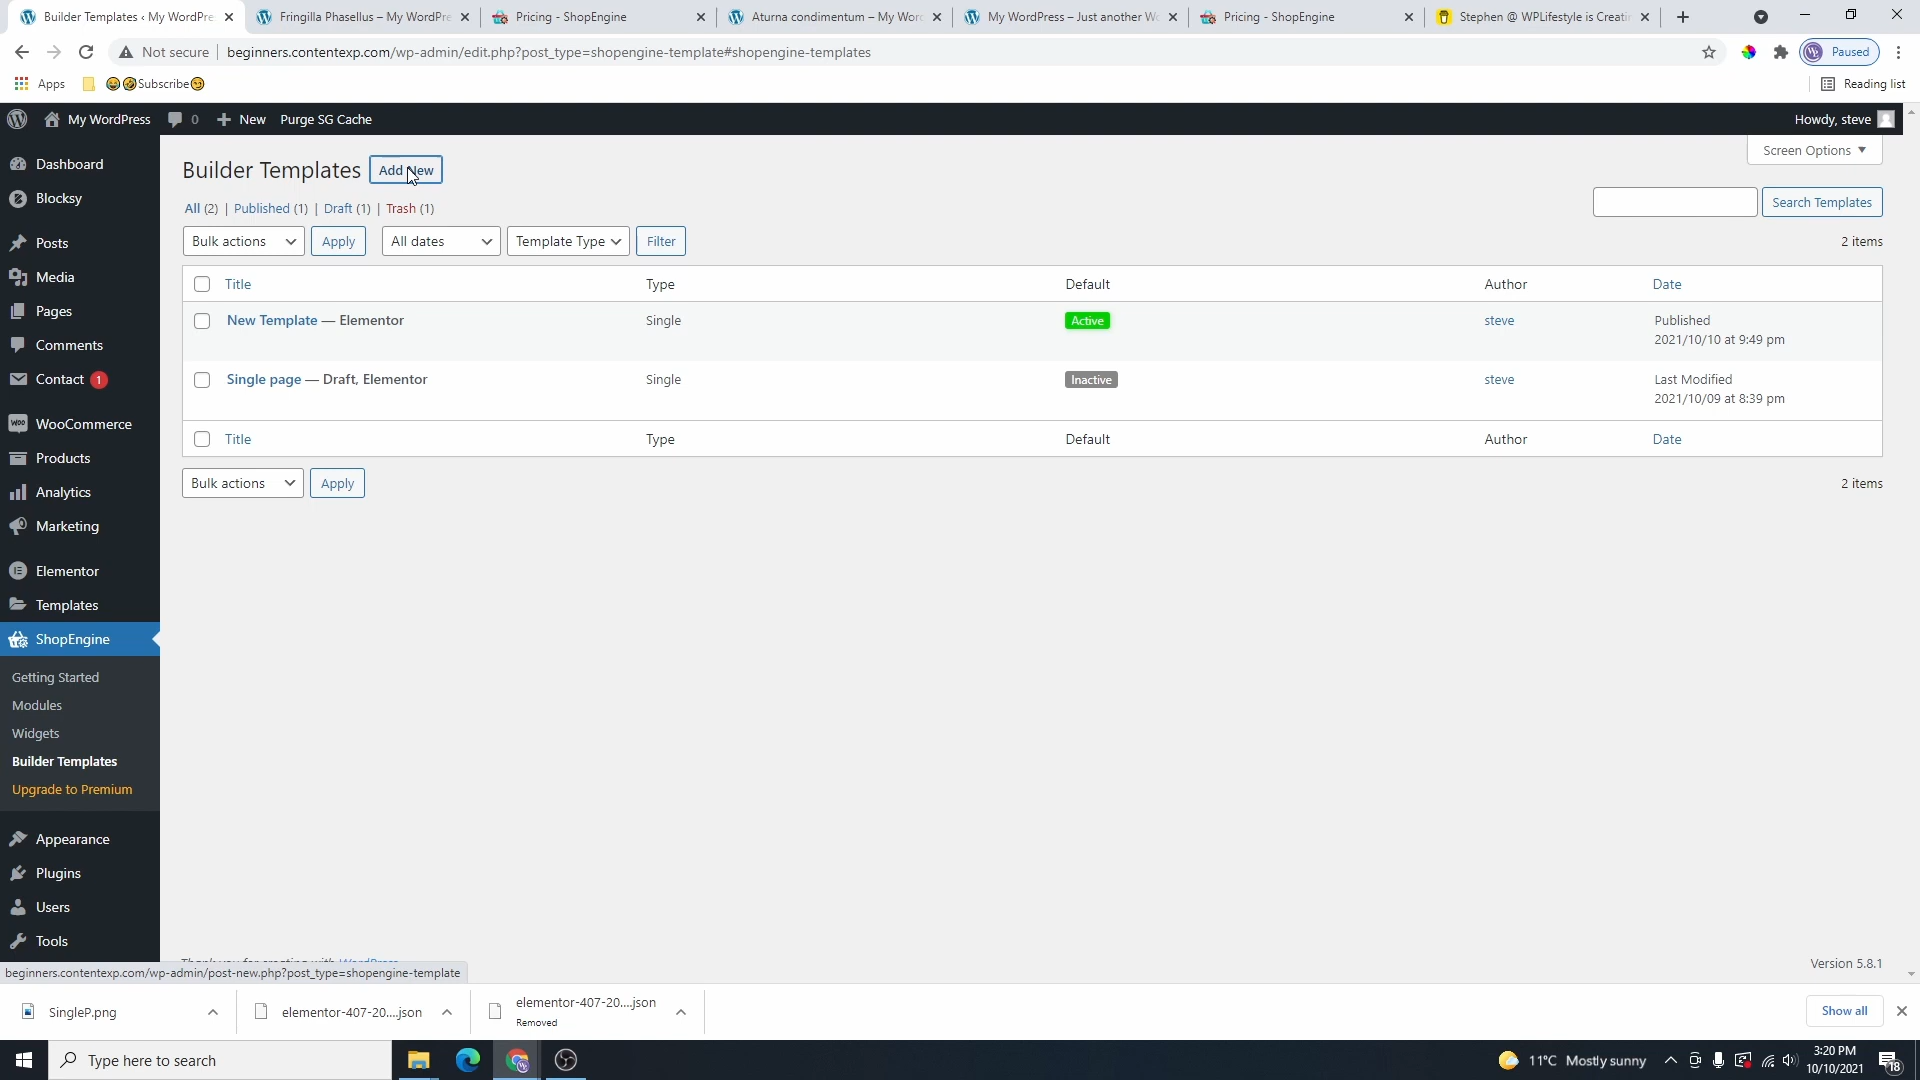 Builder Templates ‹ My WordPre
Fringilla Phasellus – My WordPre
Pricing - ShopEngine
Aturna condimentum – My Worc
My WordPress – Just another Wo
Pricing - ShopEngine
Stephen @ WPLifestyle is Creatin
Not secure
beginners.contentexp.com/wp-admin/edit.php?post_type=shopengine-template#shopengine-templates
Paused
Apps
Subscribe
Reading list
My WordPress
0
New
Purge SG Cache
Howdy, steve
Dashboard
Blocksy
Posts
Media
Pages
Comments
Contact 1
WooCommerce
Products
Analytics
Marketing
Elementor
Templates
ShopEngine
Getting Started
Modules
Widgets
Builder Templates
Upgrade to Premium
Appearance
Plugins
Users
Tools
Screen Options
Builder Templates
Add New
All (2) | Published (1) | Draft (1) | Trash (1)
Search Templates
Bulk actions
Apply
All dates
Template Type
Filter
2 items
Title
Type
Default
Author
Date
New Template — Elementor
Single
Active
steve
Published
2021/10/10 at 9:49 pm
Single page — Draft, Elementor
Single
Inactive
steve
Last Modified
2021/10/09 at 8:39 pm
Title
Type
Default
Author
Date
Bulk actions
Apply
2 items
Version 5.8.1
beginners.contentexp.com/wp-admin/post-new.php?post_type=shopengine-template
SingleP.png
elementor-407-20....json
elementor-407-20....json
Removed
Show all
Type here to search
11°C Mostly sunny
3:20 PM
10/10/2021
18